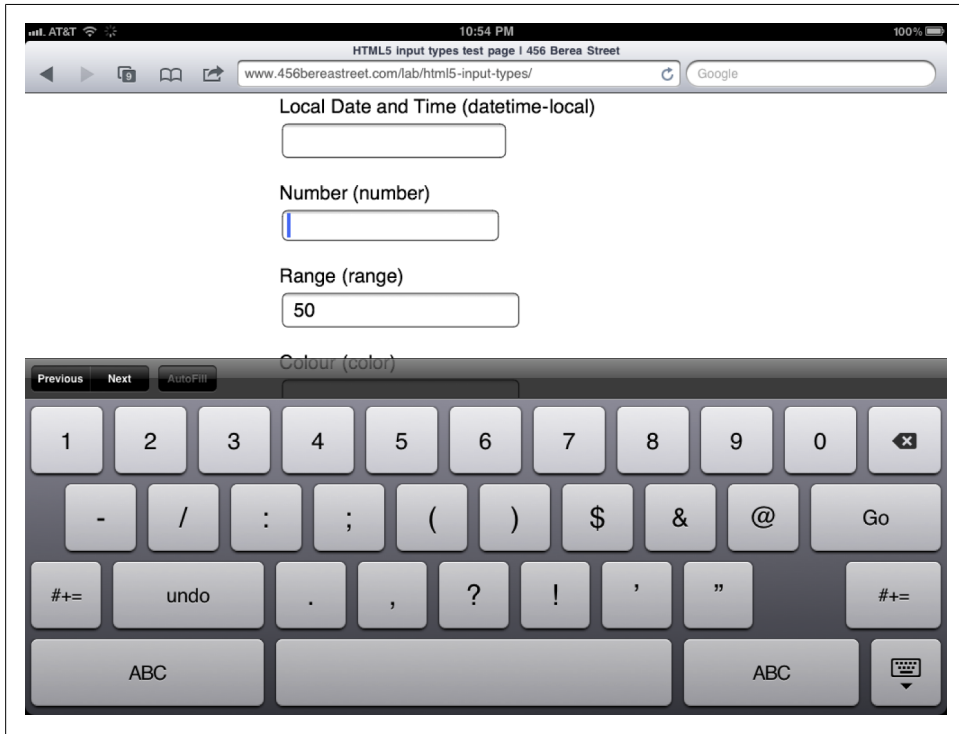 AT&T 10:54 PM 100%
HTML5 input types test page | 456 Berea Street
9 www.456bereastreet.com/lab/html5-input-types/ Google
Local Date and Time (datetime-local)
Number (number)
Range (range)
50
Colour (color)
Previous Next AutoFill
1 2 3 4 5 6 7 8 9 0
- / : ; ( ) $ & @ Go
#+= undo . , ? ! ’ ” #+=
ABC ABC